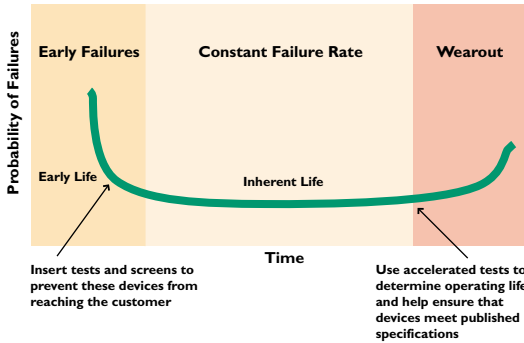 Probability of Failures
Early Failures
Constant Failure Rate
Wearout
Early Life
Inherent Life
Time
Insert tests and screens to
prevent these devices from
reaching the customer
Use accelerated tests to
determine operating life
and help ensure that
devices meet published
specifications